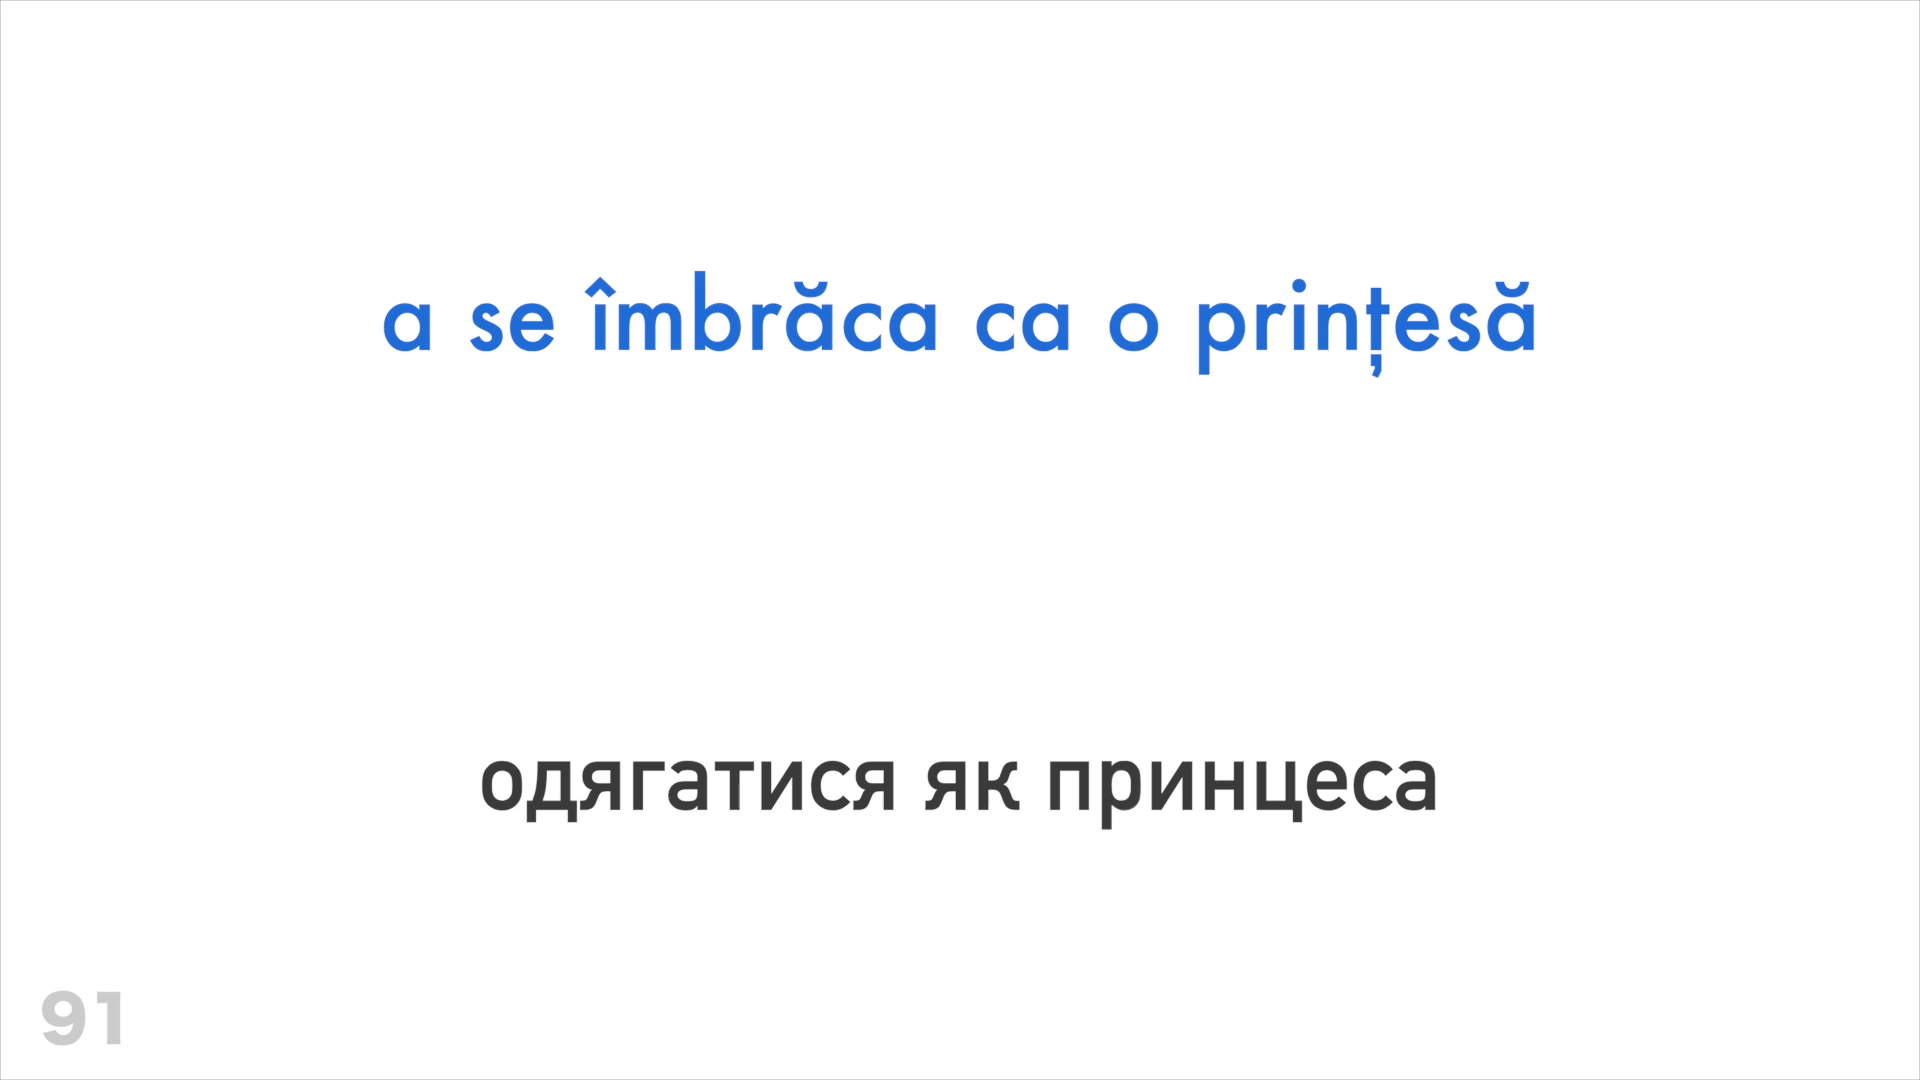 a se îmbrăca ca o prințesă
одягатися як принцеса
91